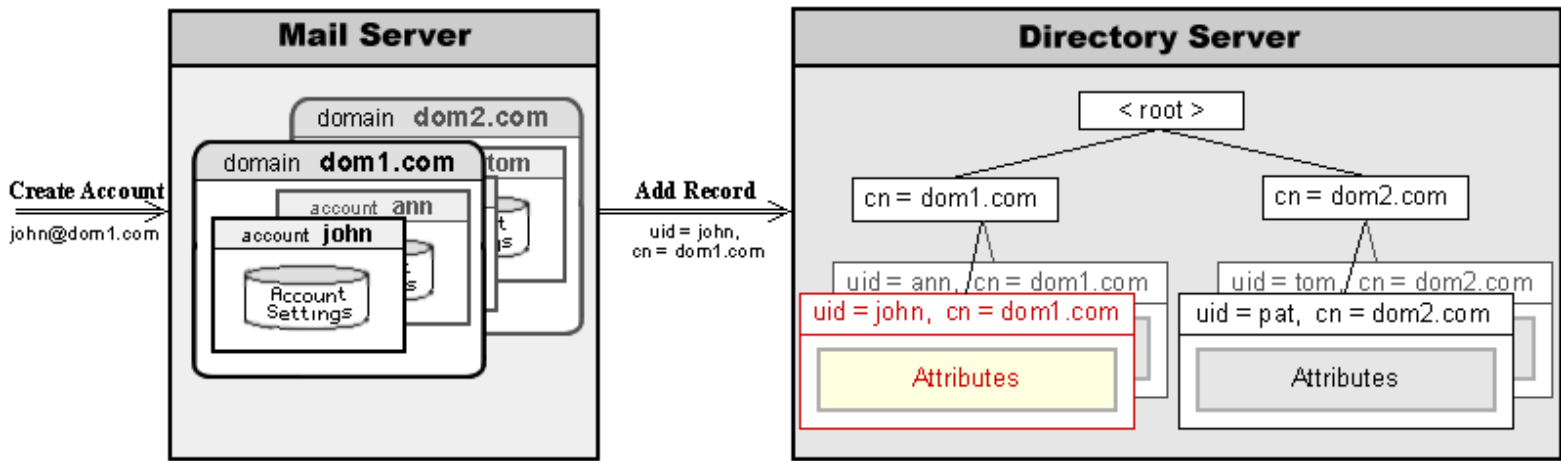 Mail Server
Directory Server
domain dom2.com
< root >
domain dom1.com
tom
Create Account
Add Record
cn = dom1.com
cn = dom2.com
account ann
john@dom1.com
uid = john,
cn = dom1.com
account john
uid = ann, cn = dom1.com
uid = tom, cn = dom2.com
Account
Settings
uid = john, cn = dom1.com
uid = pat, cn = dom2.com
Attributes
Attributes